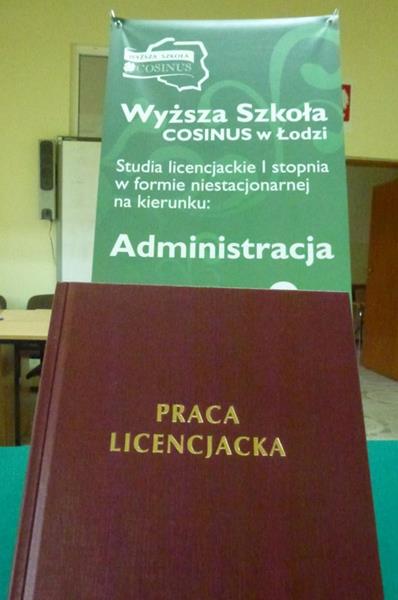 WYŻSZA SZKOŁA
COSINUS
Wyższa Szkoła
COSINUS w Łodzi
Studia licencjackie I stopnia
w formie niestacjonarnej
na kierunku:
Administracja
PRACA
LICENCJACKA